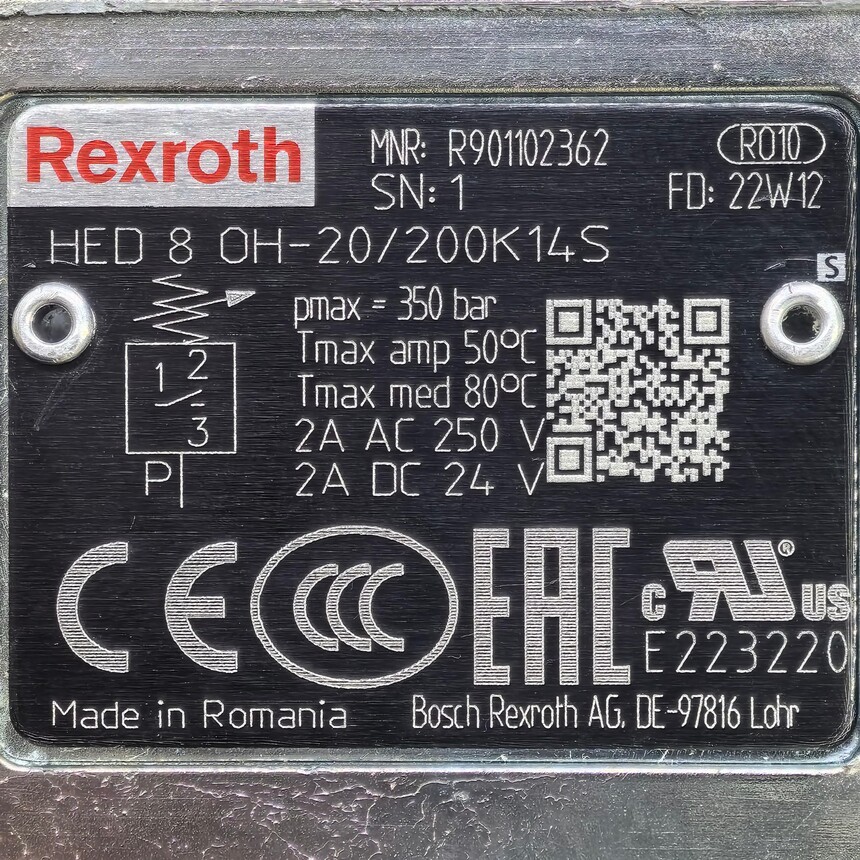 Rexroth
MNR: R901102362
RO10
SN: 1
FD: 22W12
HED 8 OH-20/200K14S
S
pmax = 350 bar
Tmax amp 50°C
Tmax med 80°C
2A AC 250 V
2A DC 24 V
1 2
3
P
CE
CCC
EAC
c RU® US
E223220
Made in Romania
Bosch Rexroth AG, DE-97816 Lohr